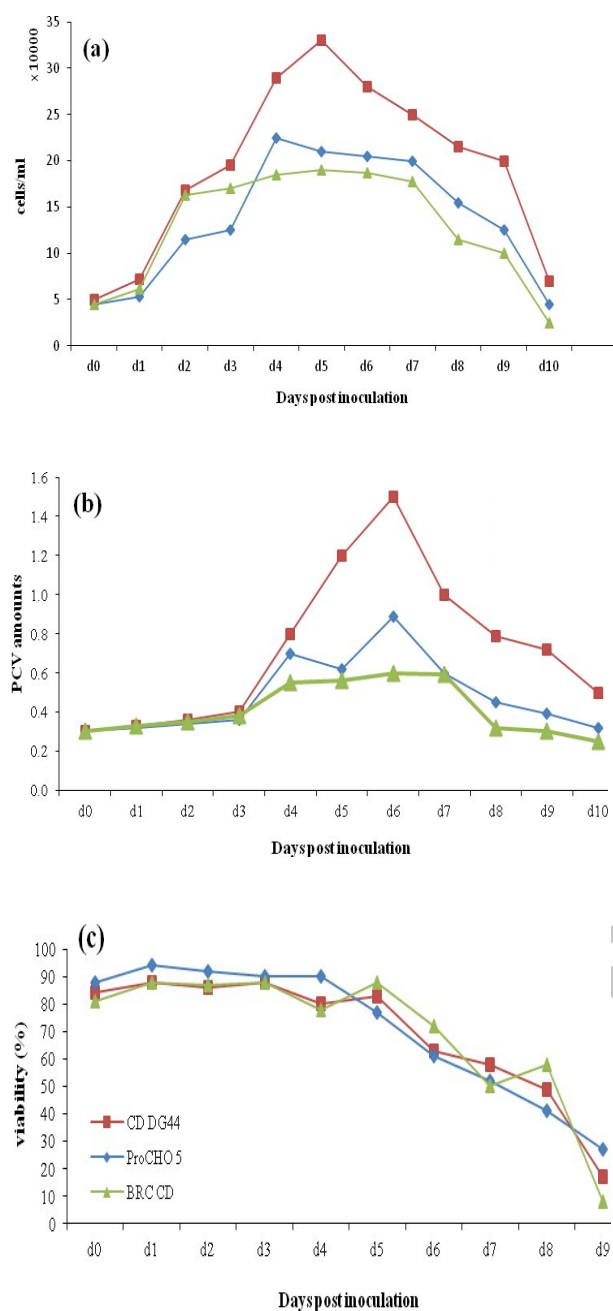 (a)
× 10000
cells/ml
35
30
25
20
15
10
5
0
d0 d1 d2 d3 d4 d5 d6 d7 d8 d9 d10
Days post inoculation
(b)
PCV amounts
1.6
1.4
1.2
1.0
0.8
0.6
0.4
0.2
0.0
d0 d1 d2 d3 d4 d5 d6 d7 d8 d9 d10
Days post inoculation
(c)
viability (%)
100
90
80
70
60
50
40
30
20
10
0
CD DG44
ProCHO 5
BRC CD
d0 d1 d2 d3 d4 d5 d6 d7 d8 d9
Days post inoculation